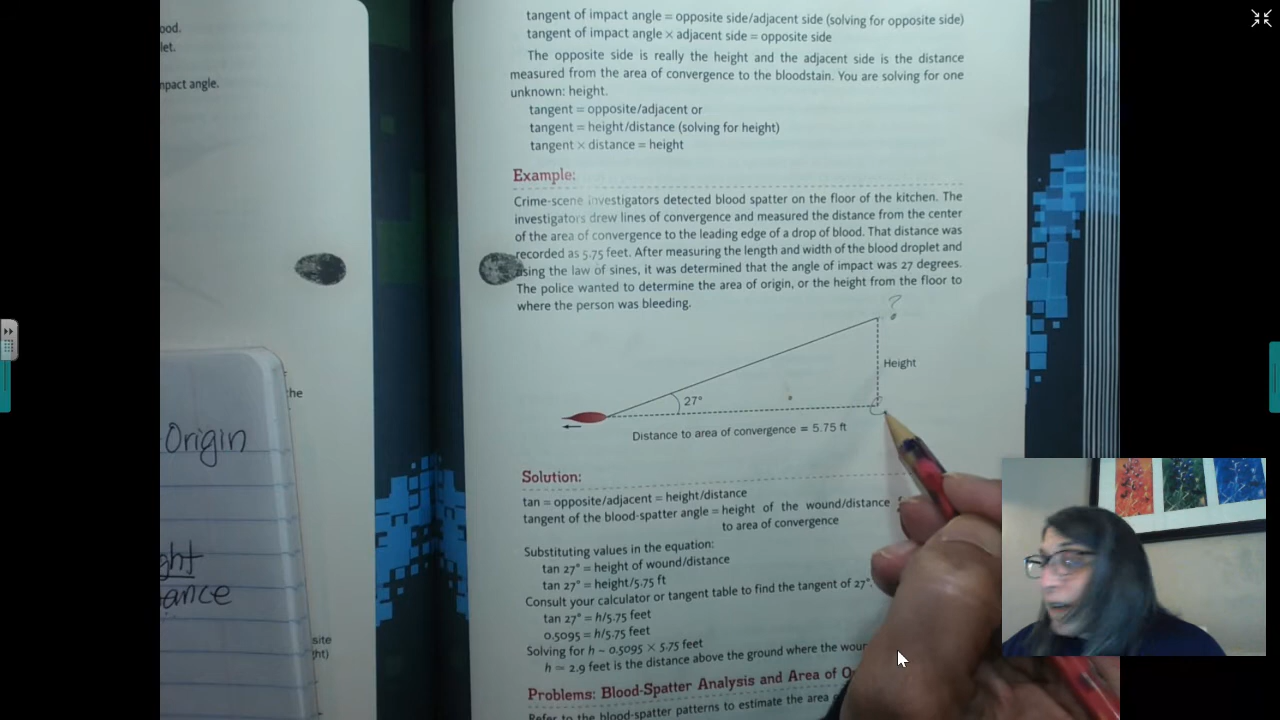 ood.
let.
mpact angle.
he
Origin
ght
ance
site
ht)
tangent of impact angle = opposite side/adjacent side (solving for opposite side)
tangent of impact angle × adjacent side = opposite side
The opposite side is really the height and the adjacent side is the distance
measured from the area of convergence to the bloodstain. You are solving for one
unknown: height.
tangent = opposite/adjacent or
tangent = height/distance (solving for height)
tangent × distance = height
Example:
Crime-scene investigators detected blood spatter on the floor of the kitchen. The
investigators drew lines of convergence and measured the distance from the center
of the area of convergence to the leading edge of a drop of blood. That distance was
recorded as 5.75 feet. After measuring the length and width of the blood droplet and
using the law of sines, it was determined that the angle of impact was 27 degrees.
The police wanted to determine the area of origin, or the height from the floor to
where the person was bleeding.
?
Height
27°
Distance to area of convergence = 5.75 ft
Solution:
tan = opposite/adjacent = height/distance
tangent of the blood-spatter angle = height of the wound/distance
to area of convergence
Substituting values in the equation:
tan 27° = height of wound/distance
tan 27° = height/5.75 ft
Consult your calculator or tangent table to find the tangent of 27°.
tan 27° = h/5.75 feet
0.5095 = h/5.75 feet
Solving for h ~ 0.5095 × 5.75 feet
h = 2.9 feet is the distance above the ground where the wou
Problems: Blood-Spatter Analysis and Area of O
Refer to the blood-spatter patterns to estimate the area